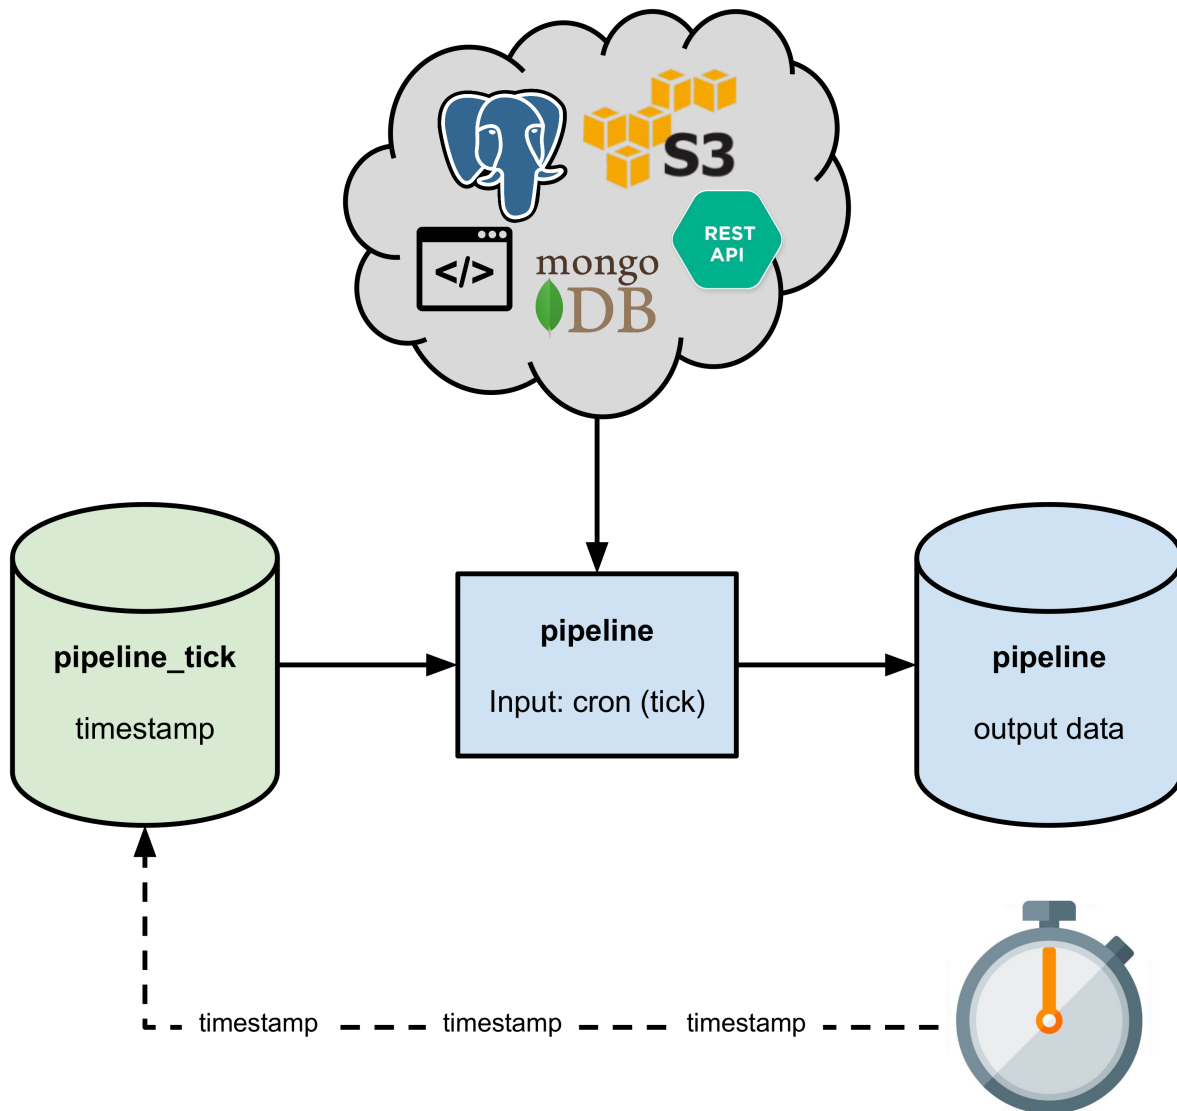 S3
REST
API
</>
mongo
DB
pipeline_tick
timestamp
pipeline
Input: cron (tick)
pipeline
output data
timestamp
timestamp
timestamp